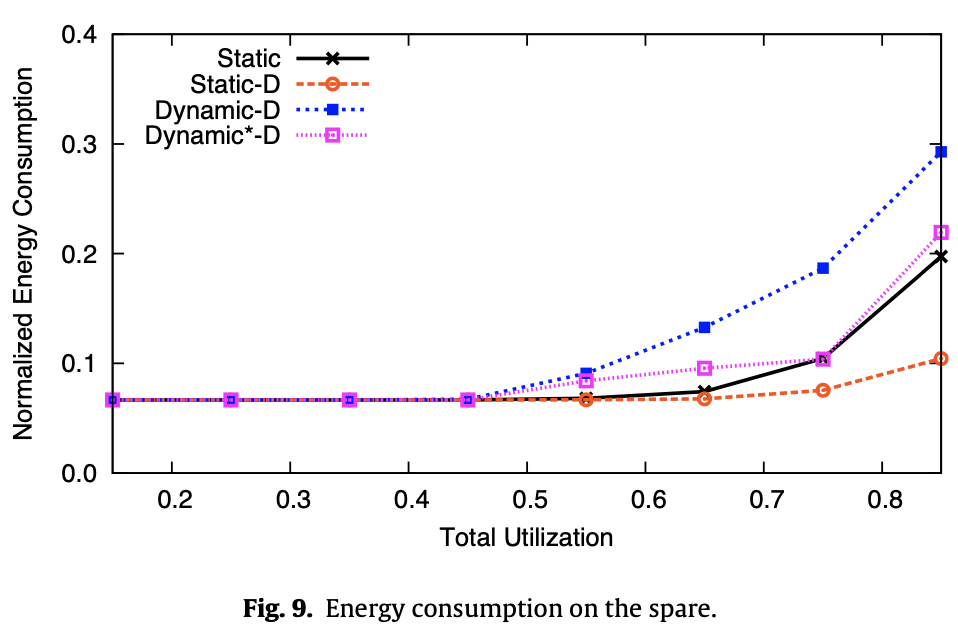 0.4
0.3
0.2
0.1
0.0
Normalized Energy Consumption
Static
Static-D
Dynamic-D
Dynamic*-D
0.2 0.3 0.4 0.5 0.6 0.7 0.8
Total Utilization
Fig. 9. Energy consumption on the spare.